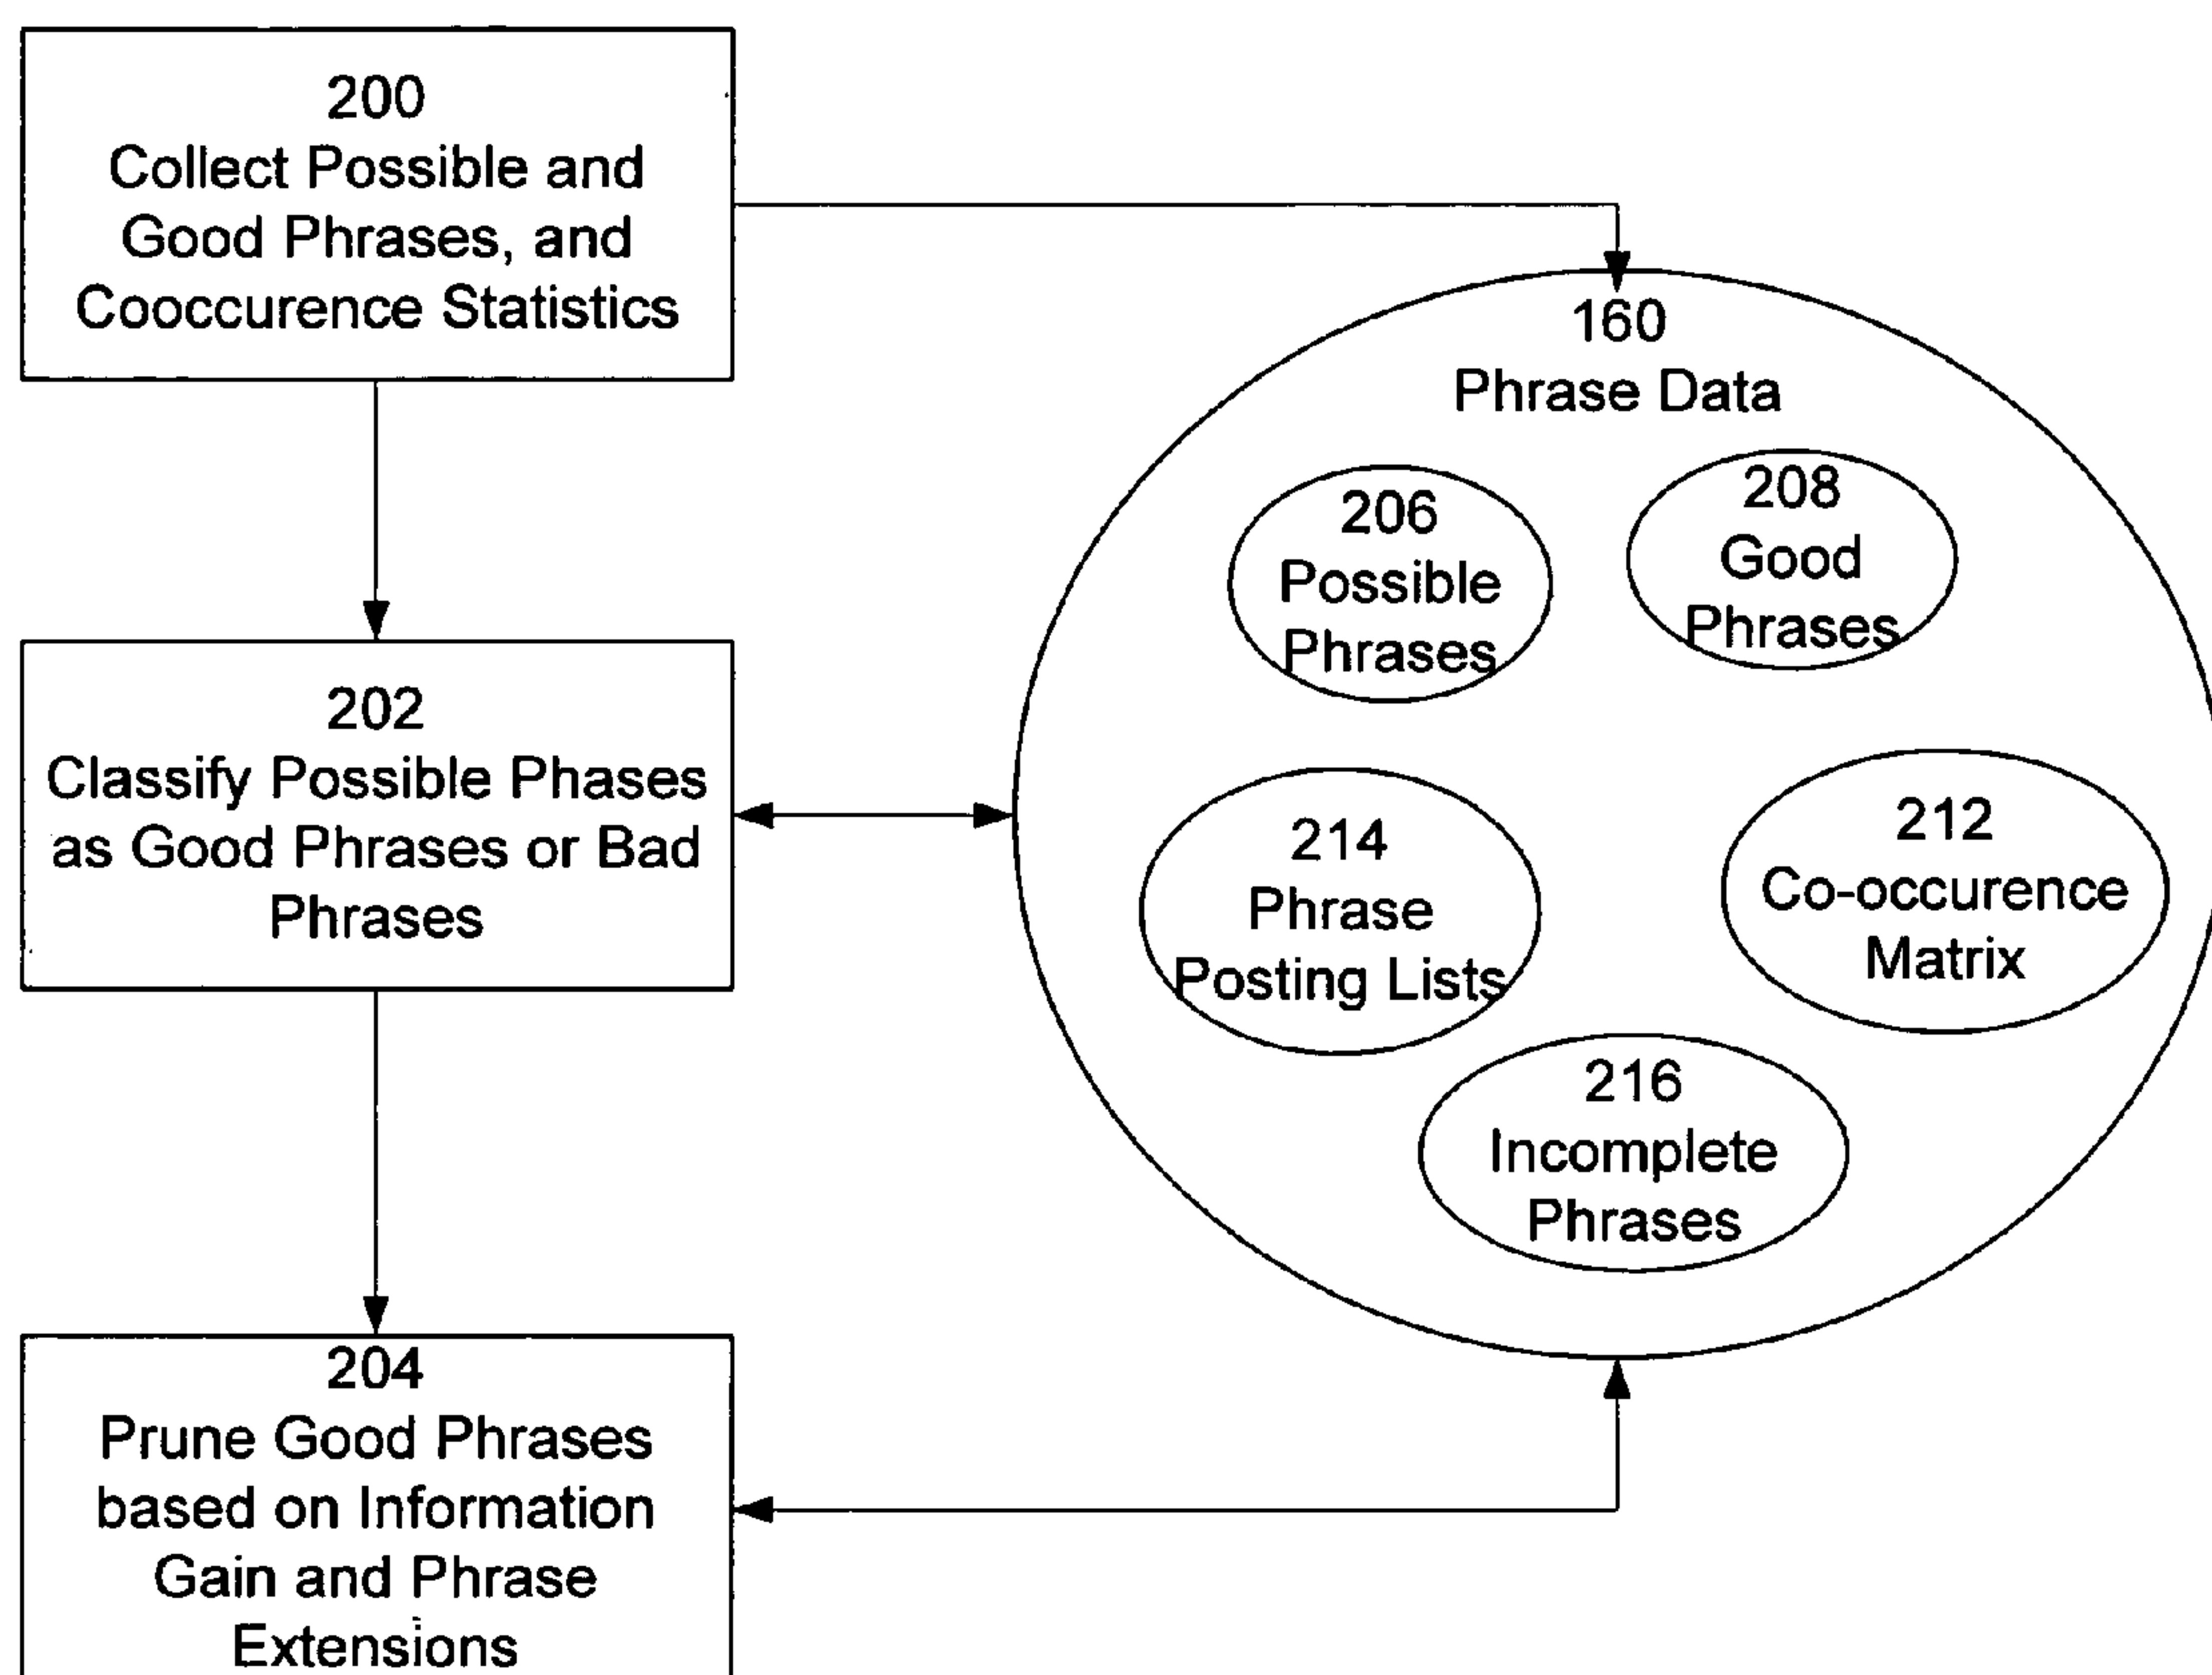 200
Collect Possible and
Good Phrases, and
Cooccurence Statistics
202
Classify Possible Phases
as Good Phrases or Bad
Phrases
204
Prune Good Phrases
based on Information
Gain and Phrase
Extensions
160
Phrase Data
206
Possible
Phrases
208
Good
Phrases
214
Phrase
Posting Lists
212
Co-occurence
Matrix
216
Incomplete
Phrases